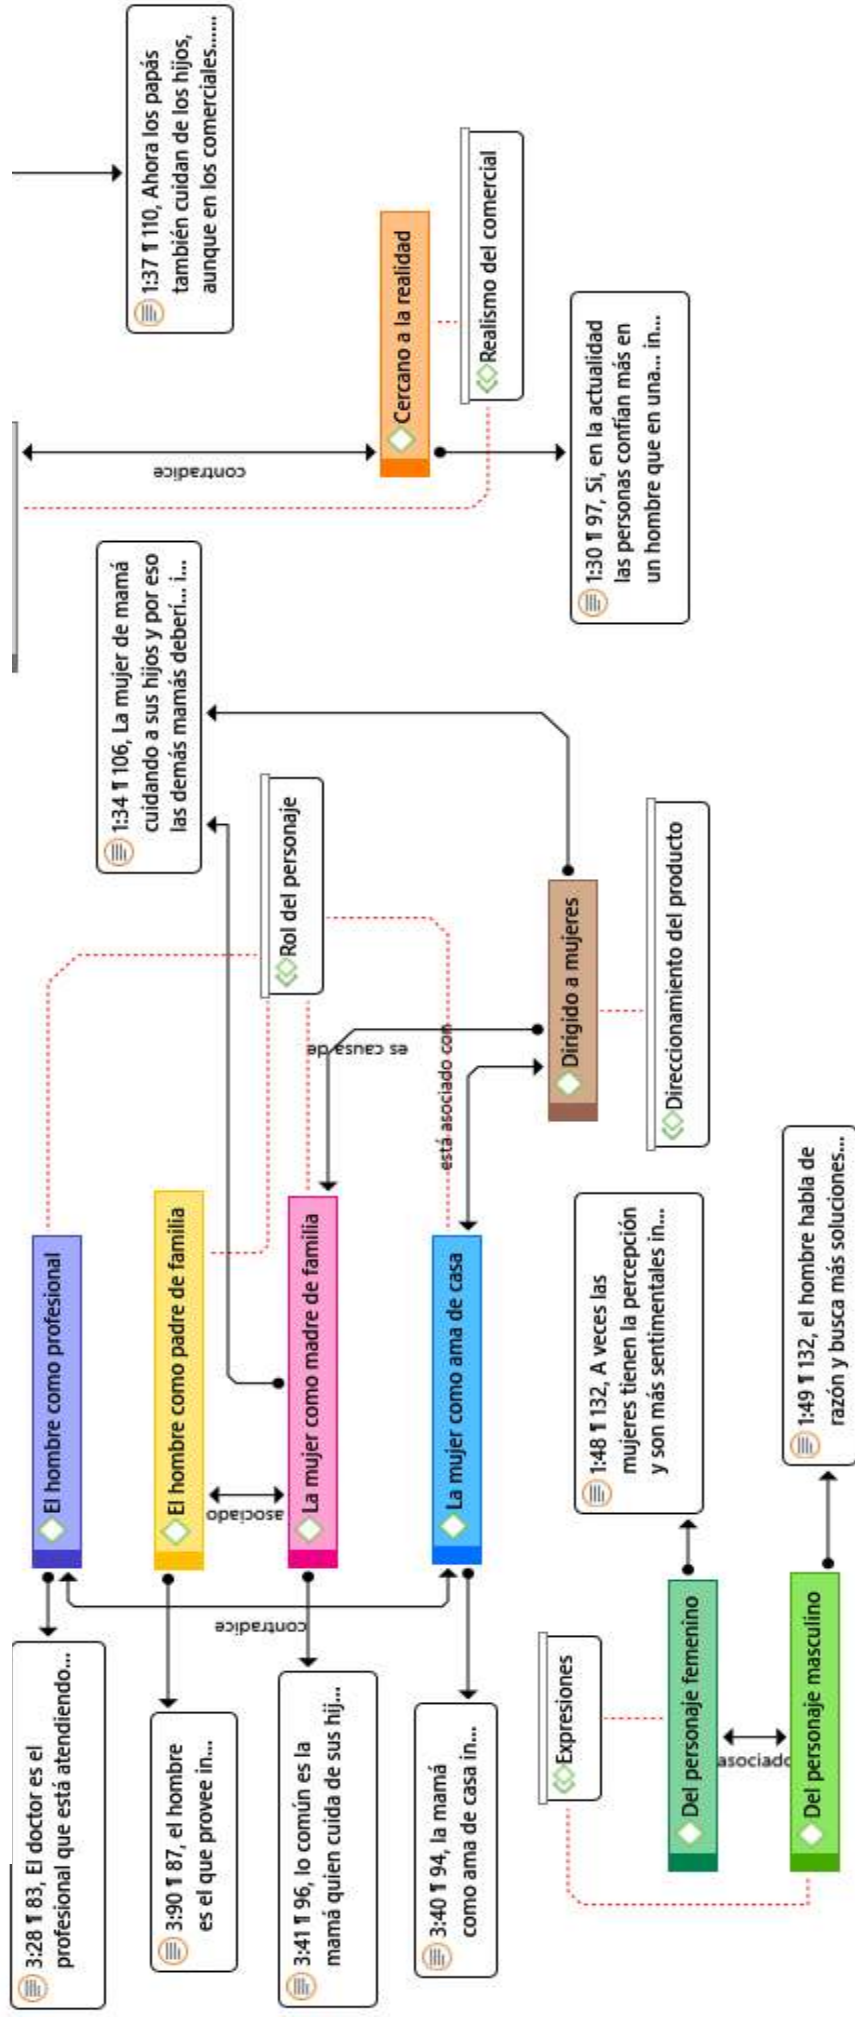 3:28 ¶ 83, El doctor es el
profesional que está atendiendo...
El hombre como profesional
3:90 ¶ 87, el hombre
es el que provee in...
El hombre como padre de familia
contradice
asociado
3:41 ¶ 96, lo común es la
mamá quien cuida de sus hij...
La mujer como madre de familia
3:40 ¶ 94, la mamá
como ama de casa in...
La mujer como ama de casa
Rol del personaje
1:34 ¶ 106, La mujer de mamá
cuidando a sus hijos y por eso
las demás mamás deberí... i...
es causa de
está asociado con
Dirigido a mujeres
Direccionamiento del producto
1:37 ¶ 110, Ahora los papás
también cuidan de los hijos,
aunque en los comerciales......
contradice
Cercano a la realidad
Realismo del comercial
1:30 ¶ 97, Si, en la actualidad
las personas confían más en
un hombre que en una... in...
Expresiones
Del personaje femenino
1:48 ¶ 132, A veces las
mujeres tienen la percepción
y son más sentimentales in...
asociado
Del personaje masculino
1:49 ¶ 132, el hombre habla de
razón y busca más soluciones...